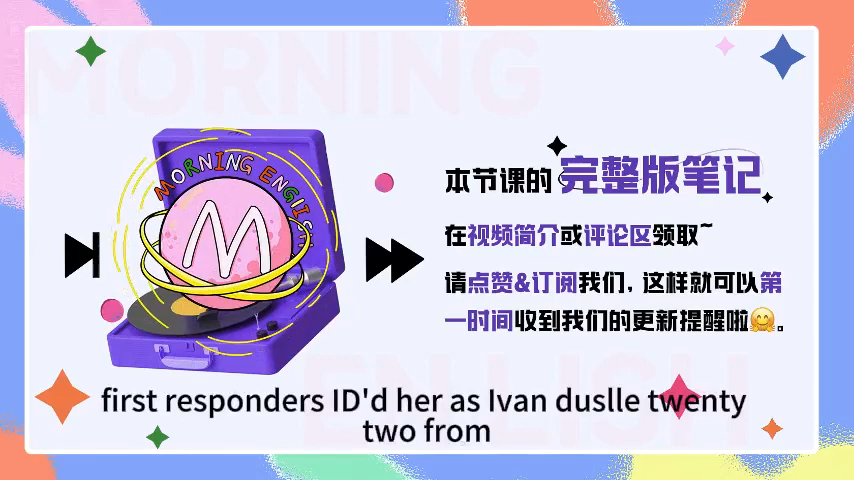 MORNING
MORNING ENGlISH
M
本节课的 完整版笔记
在视频简介或评论区领取~
请点赞&订阅我们，这样就可以第
一时间收到我们的更新提醒啦🤗。
ENGLISH
first responders ID'd her as Ivan duslle twenty
two from